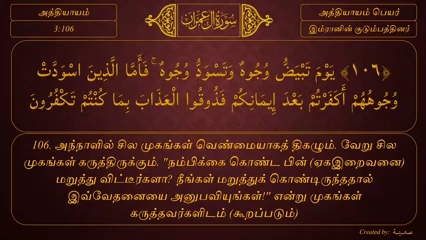 அத்தியாயம்
سُورَةُ آلِ عِمْرَان
அத்தியாயம் பெயர்
3:106
இம்ரானின் குடும்பத்தினர்
﴿١٠٦﴾ يَوْمَ تَبْيَضُّ وُجُوهٌ وَتَسْوَدُّ وُجُوهٌ ۚ فَأَمَّا الَّذِينَ اسْوَدَّتْ
وُجُوهُهُمْ أَكَفَرْتُمْ بَعْدَ إِيمَانِكُمْ فَذُوقُوا الْعَذَابَ بِمَا كُنْتُمْ تَكْفُرُونَ
106. அந்நாளில் சில முகங்கள் வெண்மையாகத் திகழும். வேறு சில
முகங்கள் கருத்திருக்கும். "நம்பிக்கை கொண்ட பின் (ஏகஇறைவனை)
மறுத்து விட்டீர்களா? நீங்கள் மறுத்துக் கொண்டிருந்ததால்
இவ்வேதனையை அனுபவியுங்கள்!" என்று முகங்கள்
கருத்தவர்களிடம் (கூறப்படும்)
Created by: